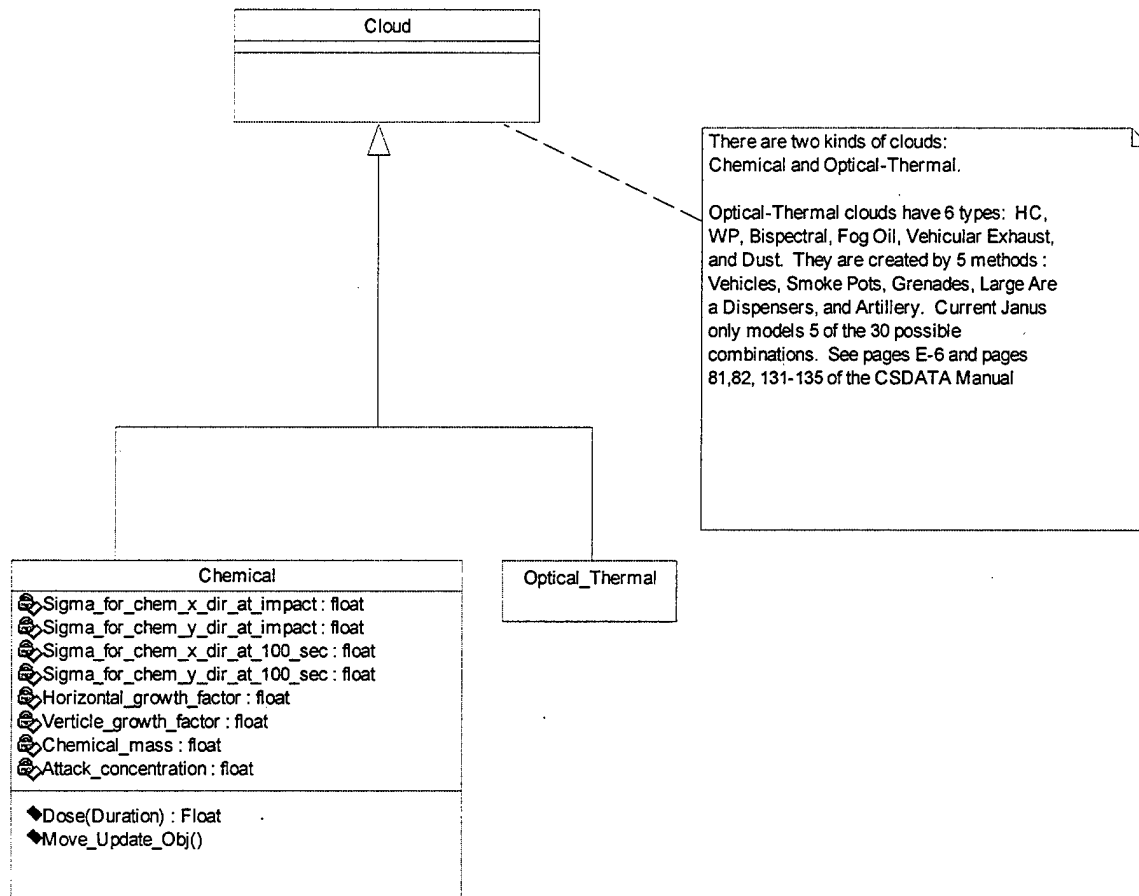 Cloud
There are two kinds of clouds:
Chemical and Optical-Thermal.
Optical-Thermal clouds have 6 types: HC,
WP, Bispectral, Fog Oil, Vehicular Exhaust,
and Dust. They are created by 5 methods :
Vehicles, Smoke Pots, Grenades, Large Are
a Dispensers, and Artillery. Current Janus
only models 5 of the 30 possible
combinations. See pages E-6 and pages
81,82, 131-135 of the CSDATA Manual
Chemical
Sigma_for_chem_x_dir_at_impact : float
Sigma_for_chem_y_dir_at_impact : float
Sigma_for_chem_x_dir_at_100_sec : float
Sigma_for_chem_y_dir_at_100_sec : float
Horizontal_growth_factor : float
Verticle_growth_factor : float
Chemical_mass : float
Attack_concentration : float
Dose(Duration) : Float
Move_Update_Obj()
Optical_Thermal